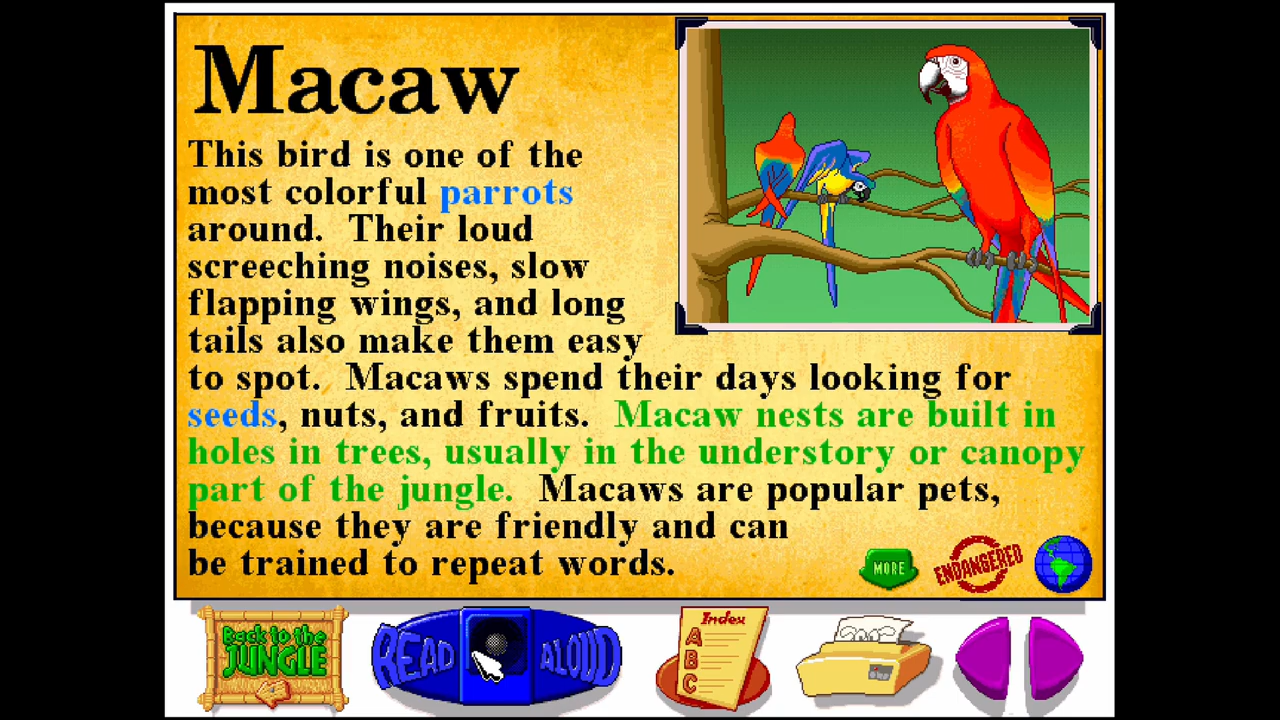 Macaw
This bird is one of the
most colorful parrots
around. Their loud
screeching noises, slow
flapping wings, and long
tails also make them easy
to spot. Macaws spend their days looking for
seeds, nuts, and fruits. Macaw nests are built in
holes in trees, usually in the understory or canopy
part of the jungle. Macaws are popular pets,
because they are friendly and can
be trained to repeat words.
MORE
ENDANGERED
Back to the
JUNGLE
READ ALOUD
Index
A
B
C